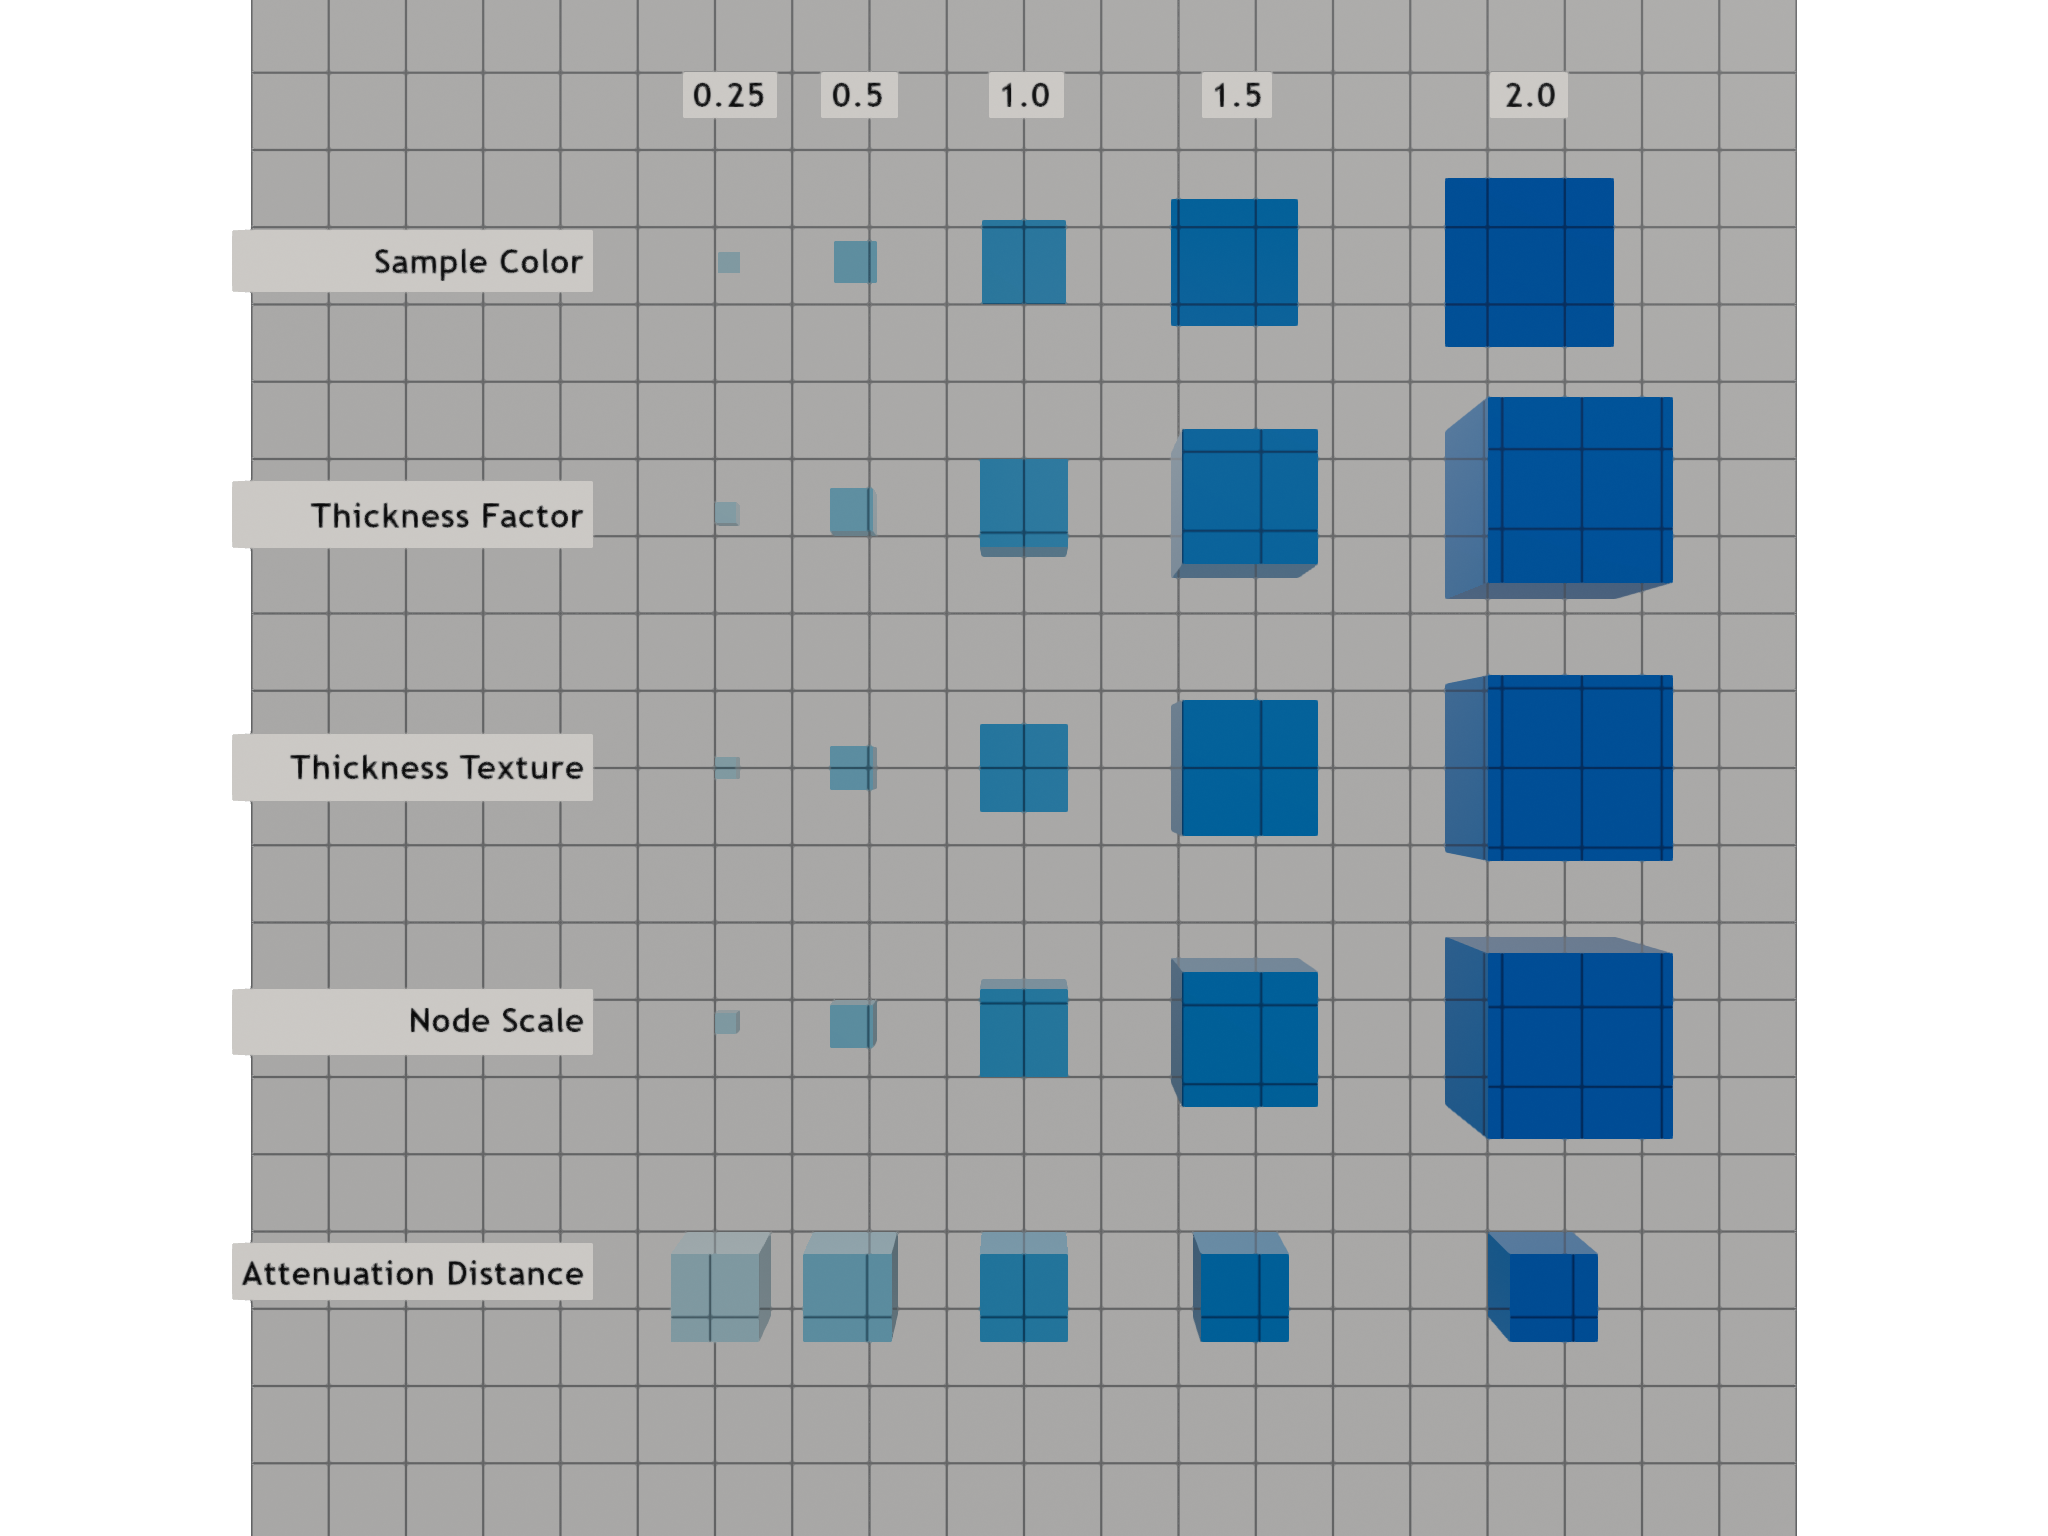 0.25 0.5 1.0 1.5 2.0
Sample Color
Thickness Factor
Thickness Texture
Node Scale
Attenuation Distance